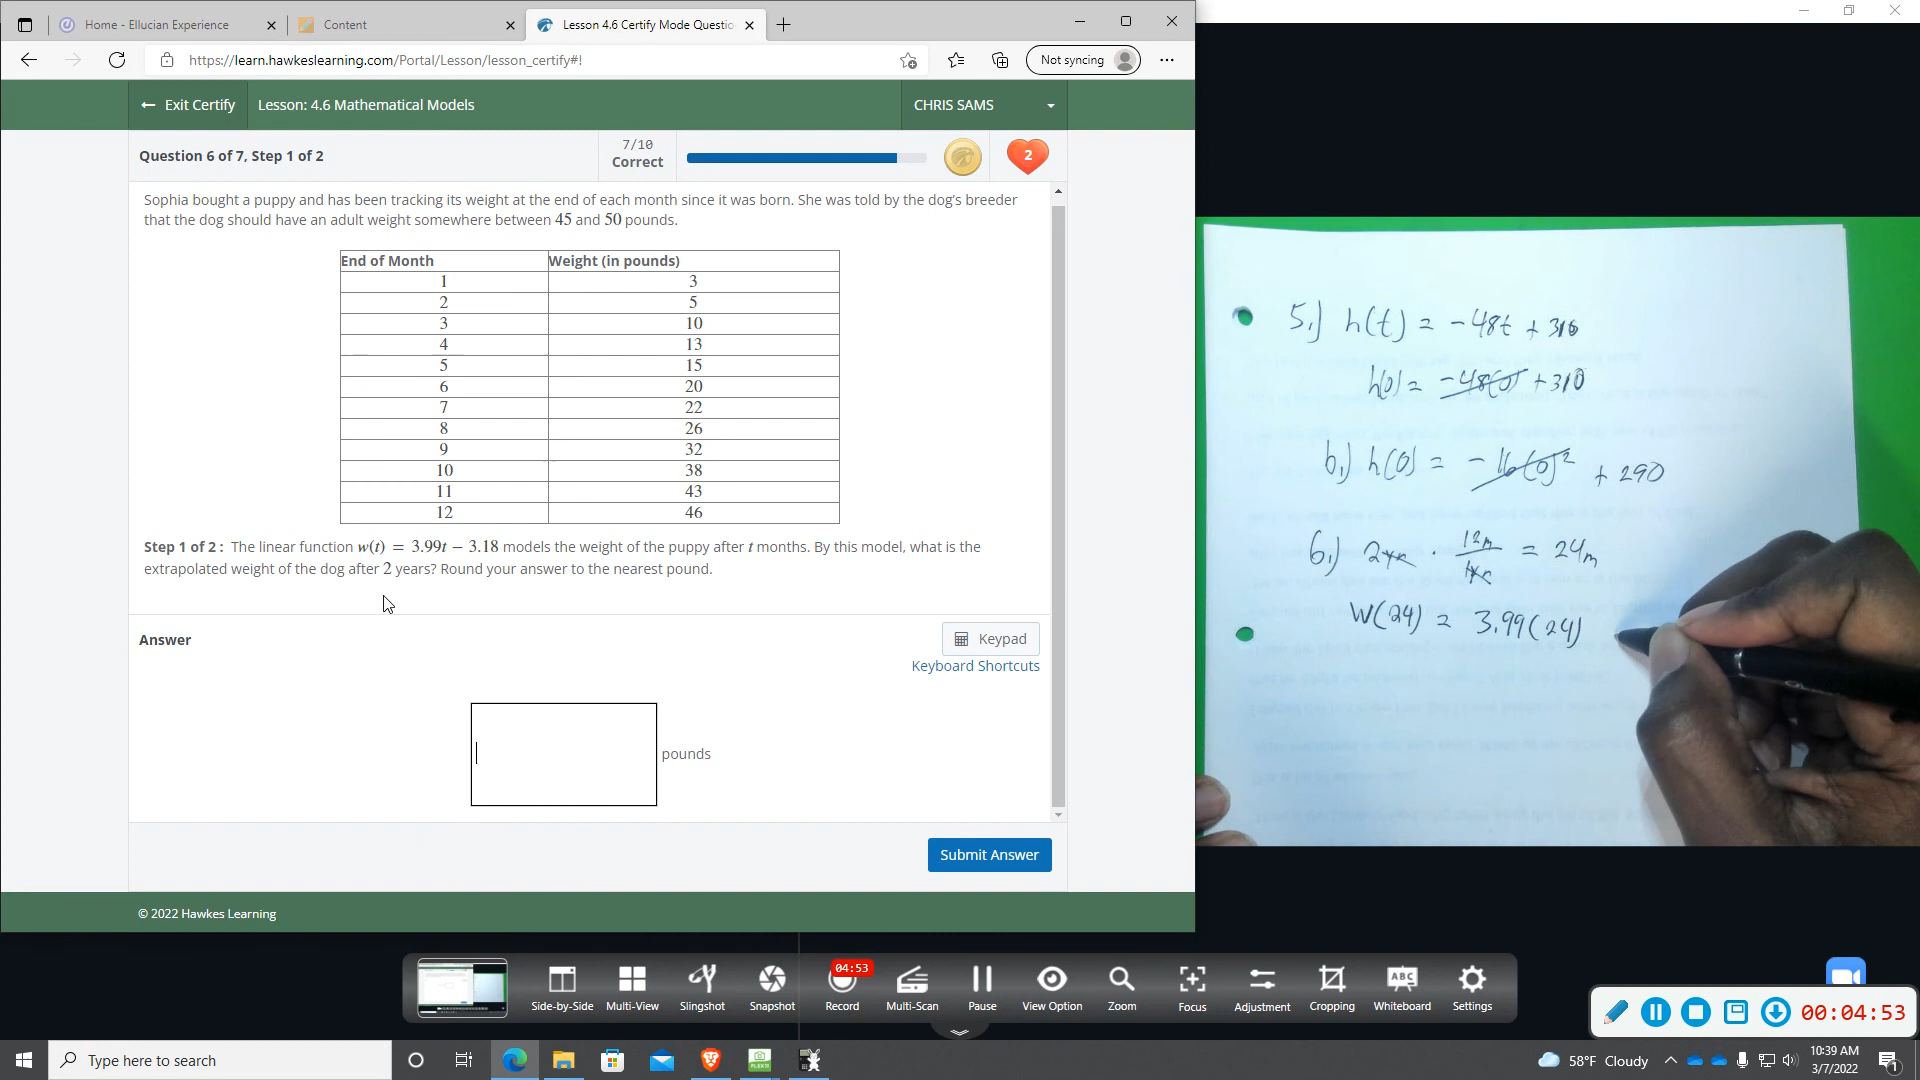 Home - Ellucian Experience
Content
Lesson 4.6 Certify Mode Questio
https://learn.hawkeslearning.com/Portal/Lesson/lesson_certify#!
Not syncing
← Exit Certify
Lesson: 4.6 Mathematical Models
CHRIS SAMS
Question 6 of 7, Step 1 of 2
7/10
Correct
2
Sophia bought a puppy and has been tracking its weight at the end of each month since it was born. She was told by the dog's breeder
that the dog should have an adult weight somewhere between 45 and 50 pounds.
End of Month Weight (in pounds)
1 3
2 5
3 10
4 13
5 15
6 20
7 22
8 26
9 32
10 38
11 43
12 46
Step 1 of 2 : The linear function w(t) = 3.99t − 3.18 models the weight of the puppy after t months. By this model, what is the
extrapolated weight of the dog after 2 years? Round your answer to the nearest pound.
Answer
Keypad
Keyboard Shortcuts
pounds
Submit Answer
© 2022 Hawkes Learning
5.) h(t) = -48t + 310
h(0) = -48(0) + 310
b.) h(0) = -16(0)² + 290
6.) 2yr · 12m/1yr = 24m
W(24) = 3.99(24)
04:53
Side-by-Side
Multi-View
Slingshot
Snapshot
Record
Multi-Scan
Pause
View Option
Zoom
Focus
Adjustment
Cropping
ABC
Whiteboard
Settings
00:04:53
Type here to search
58°F Cloudy
10:39 AM
3/7/2022
1